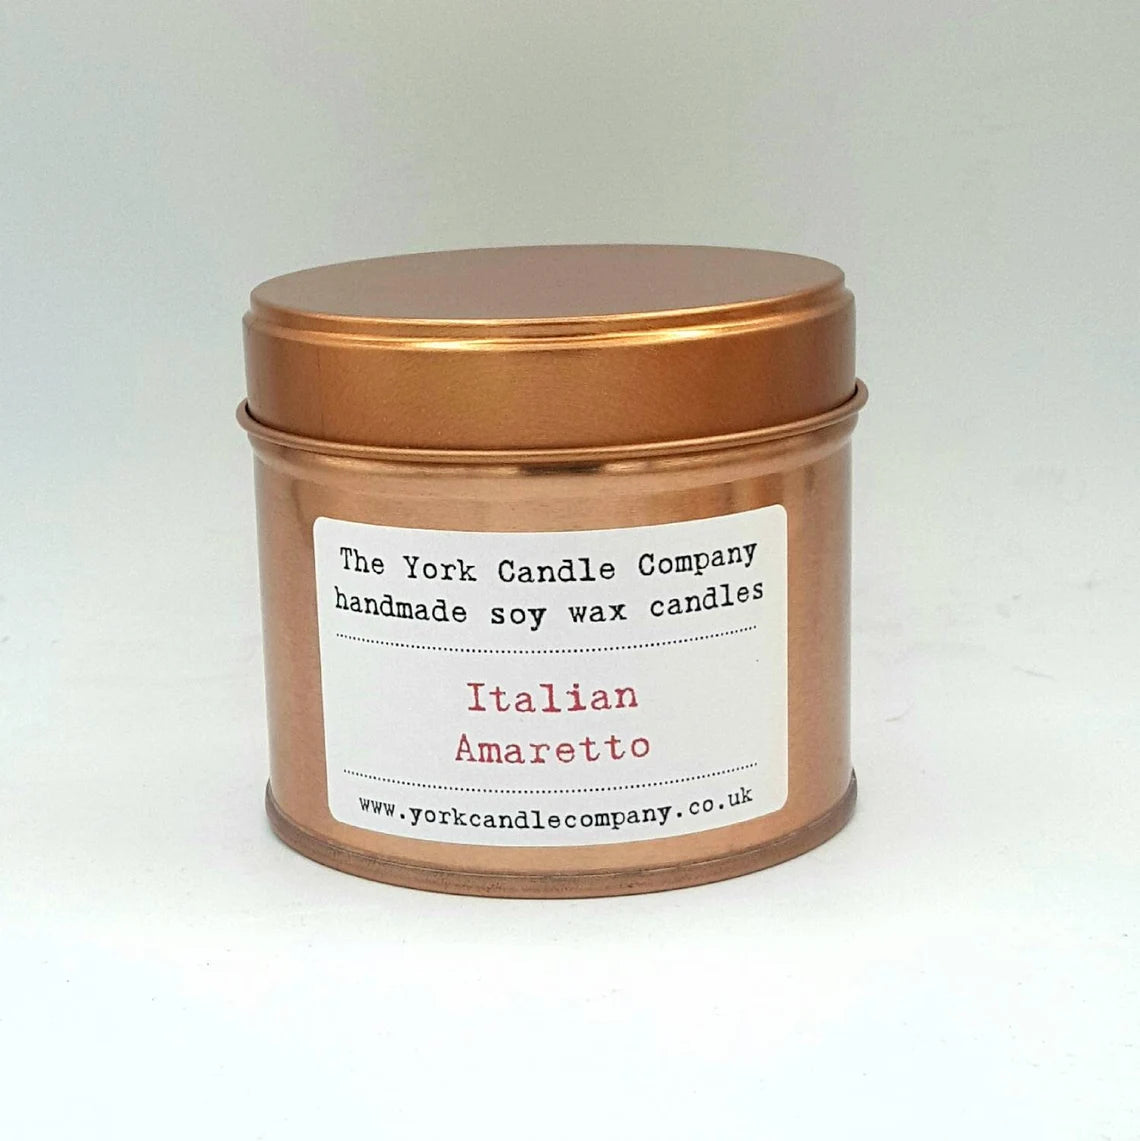 The York Candle Company
handmade soy wax candles
Italian
Amaretto
www.yorkcandlecompany.co.uk